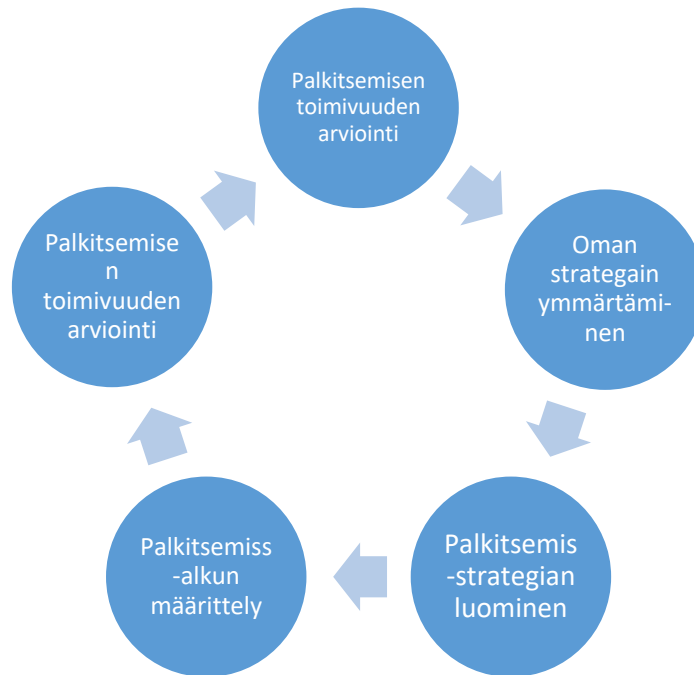 Palkitsemisen
toimivuuden
arviointi
Oman
strategain
ymmärtämi-
nen
Palkitsemis
-strategian
luominen
Palkitsemiss
-alkun
määrittely
Palkitsemise
n
toimivuuden
arviointi